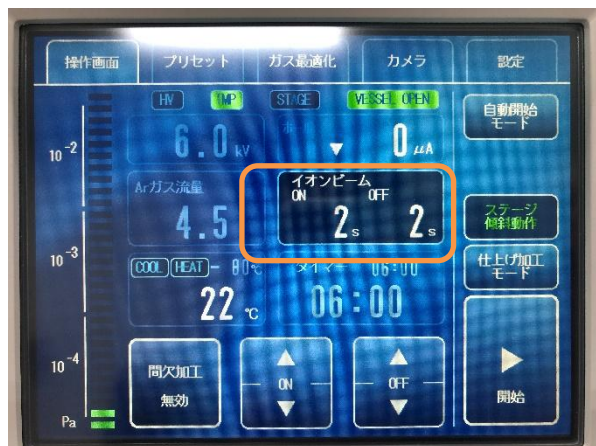 操作画面 プリセット ガス最適化 カメラ 設定
HV TMP STAGE VESSEL OPEN
6.0 kV ▼ 0 μA
自動開始
モード
10⁻²
Arガス流量
4.5
イオンビーム
ON OFF
2 s 2 s
ステージ
傾斜動作
10⁻³
COOL HEAT - 80℃ タイマー 06:00
22 ℃ 06:00
仕上げ加工
モード
10⁻⁴
間欠加工
無効
▲ ▲
ON OFF
▼ ▼
▶
開始
Pa